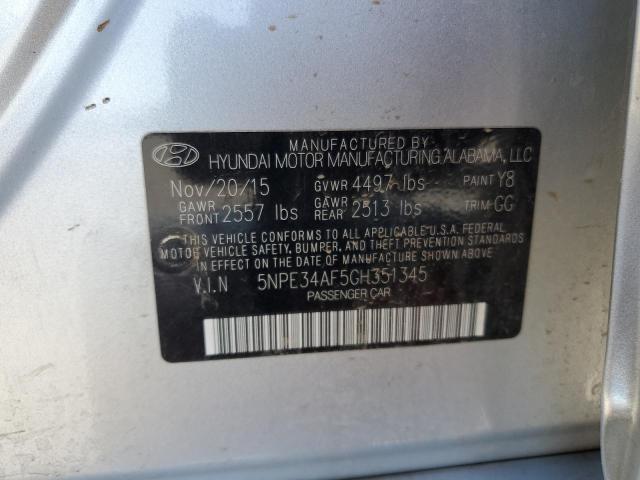 MANUFACTURED BY
HYUNDAI MOTOR MANUFACTURING ALABAMA, LLC
Nov/20/15 GVWR 4497 lbs PAINT Y8
GAWR FRONT 2557 lbs GAWR REAR 2513 lbs TRIM GG
THIS VEHICLE CONFORMS TO ALL APPLICABLE U.S.A. FEDERAL
MOTOR VEHICLE SAFETY, BUMPER, AND THEFT PREVENTION STANDARDS
IN EFFECT ON THE DATE OF MANUFACTURE SHOWN ABOVE.
V.I.N 5NPE34AF5GH351345
PASSENGER CAR